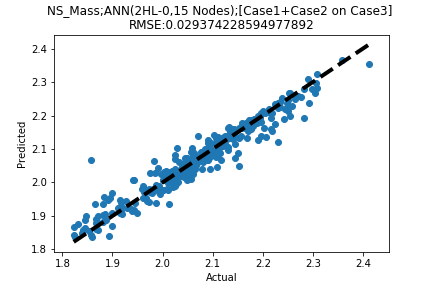 NS_Mass;ANN(2HL-0,15 Nodes);[Case1+Case2 on Case3]
RMSE:0.029374228594977892
2.4
2.3
2.2
2.1
2.0
1.9
1.8
Predicted
1.8 1.9 2.0 2.1 2.2 2.3 2.4
Actual